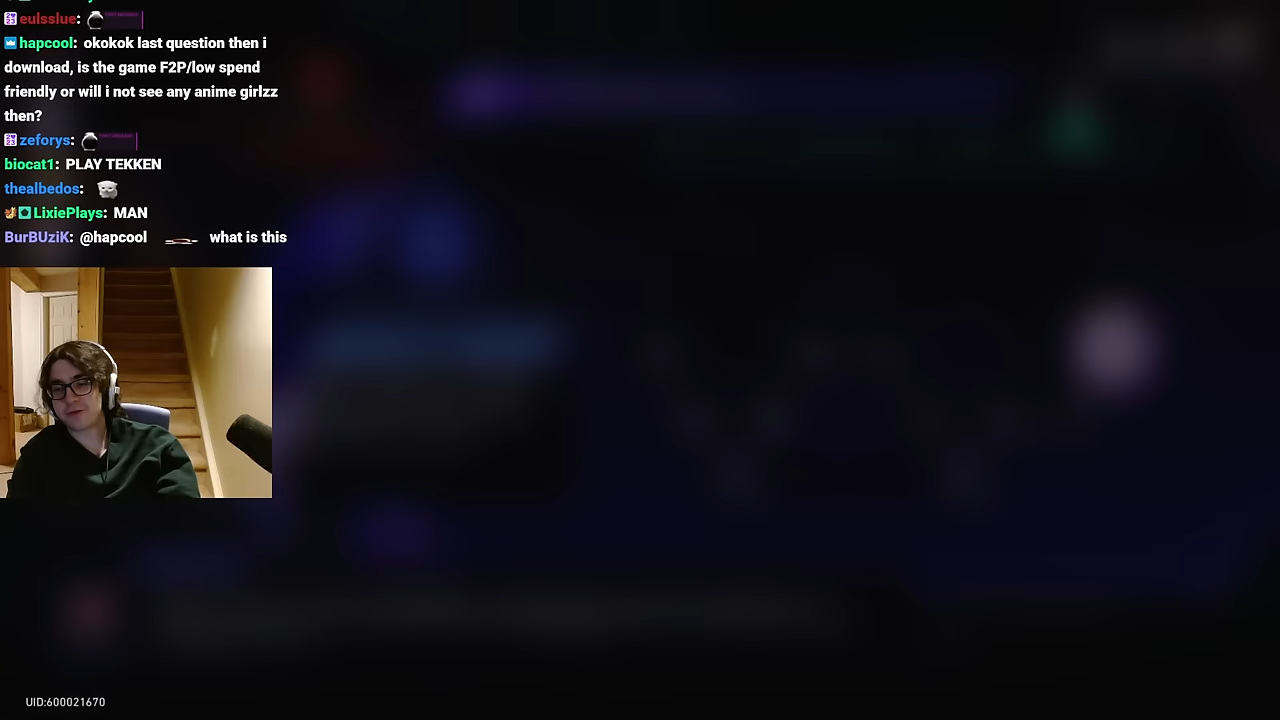 eulsslue:
hapcool: okokok last question then i
download, is the game F2P/low spend
friendly or will i not see any anime girlzz
then?
zeforys:
biocat1: PLAY TEKKEN
thealbedos:
LixiePlays: MAN
BurBUziK: @hapcool what is this
UID:600021670